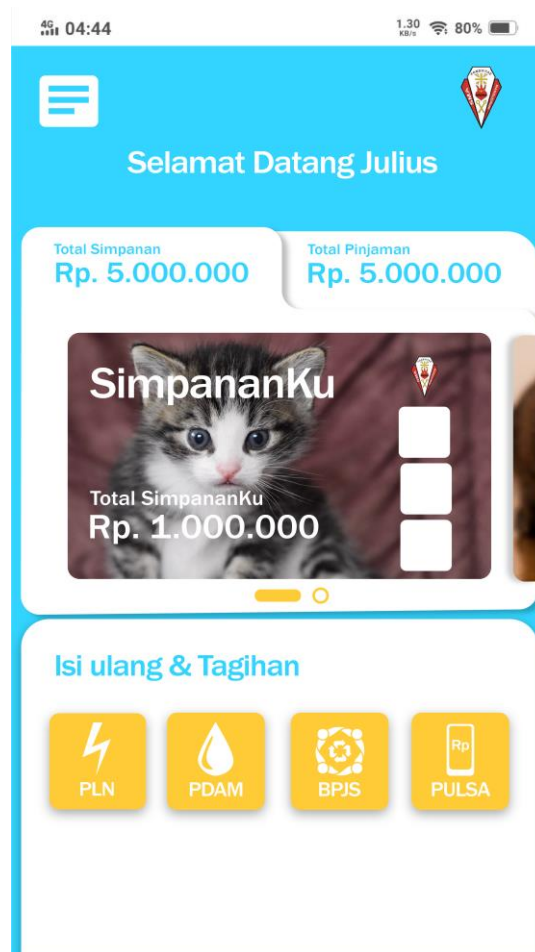 4G 04:44
1.30 KB/s 80%
Selamat Datang Julius
Total Simpanan
Rp. 5.000.000
Total Pinjaman
Rp. 5.000.000
SimpananKu
Total SimpananKu
Rp. 1.000.000
Isi ulang & Tagihan
PLN
PDAM
BPJS
Rp
PULSA